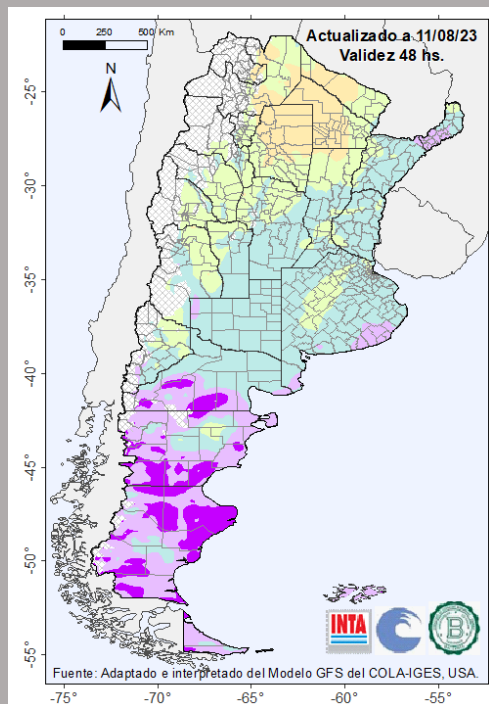 0 250 500 Km
Actualizado a 11/08/23
Validez 48 hs.
N
-25°
-30°
-35°
-40°
-45°
-50°
-55°
INTA
B
Fuente: Adaptado e interpretado del Modelo GFS del COLA-IGES, USA.
-75° -70° -65° -60° -55°